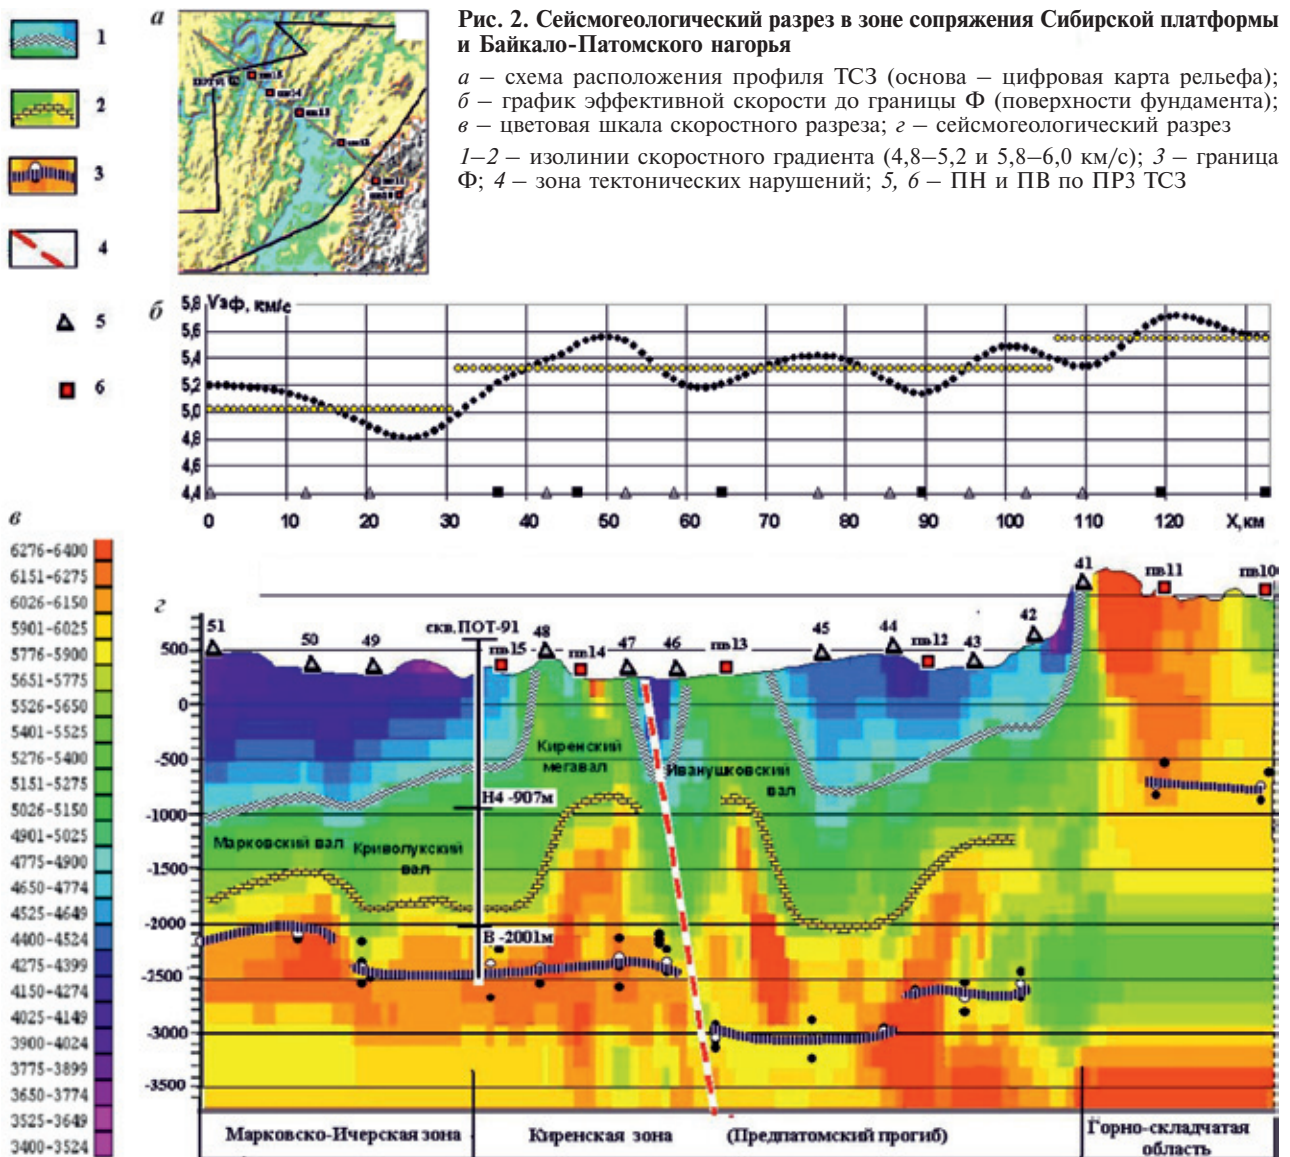 1
2
3
4
5
6
а
Рис. 2. Сейсмогеологический разрез в зоне сопряжения Сибирской платформы
и Байкало-Патомского нагорья
а – схема расположения профиля ТСЗ (основа – цифровая карта рельефа);
б – график эффективной скорости до границы Ф (поверхности фундамента);
в – цветовая шкала скоростного разреза; г – сейсмогеологический разрез
1–2 – изолинии скоростного градиента (4,8–5,2 и 5,8–6,0 км/с); 3 – граница
Ф; 4 – зона тектонических нарушений; 5, 6 – ПН и ПВ по ПР3 ТСЗ
б
Vэф, км/с
5,8
5,6
5,4
5,2
5,0
4,8
4,6
4,4
0 10 20 30 40 50 60 70 80 90 100 110 120 X, км
в
6276-6400
6151-6275
6026-6150
5901-6025
5776-5900
5651-5775
5526-5650
5401-5525
5276-5400
5151-5275
5026-5150
4901-5025
4775-4900
4650-4774
4525-4649
4400-4524
4275-4399
4150-4274
4025-4149
3900-4024
3775-3899
3650-3774
3525-3649
3400-3524
г
51 50 49 скв.ПОТ-91 пв15 48 пв14 47 46 пв13 45 44 пв12 43 42 41 пв11 пв10
500
0
-500
-1000
-1500
-2000
-2500
-3000
-3500
Киренский
мегавал
Иванушковский
вал
Н4 -907м
Марковский вал
Криволукский
вал
В -2001м
Марковско-Ичерская зона
Киренская зона
(Предпатомский прогиб)
Горно-складчатая
область